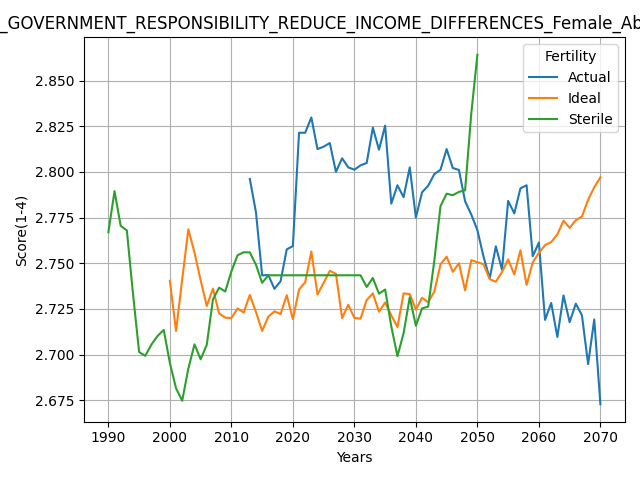 _GOVERNMENT_RESPONSIBILITY_REDUCE_INCOME_DIFFERENCES_Female_Ab
Fertility
Actual
Ideal
Sterile
Score(1-4)
2.850
2.825
2.800
2.775
2.750
2.725
2.700
2.675
1990 2000 2010 2020 2030 2040 2050 2060 2070
Years